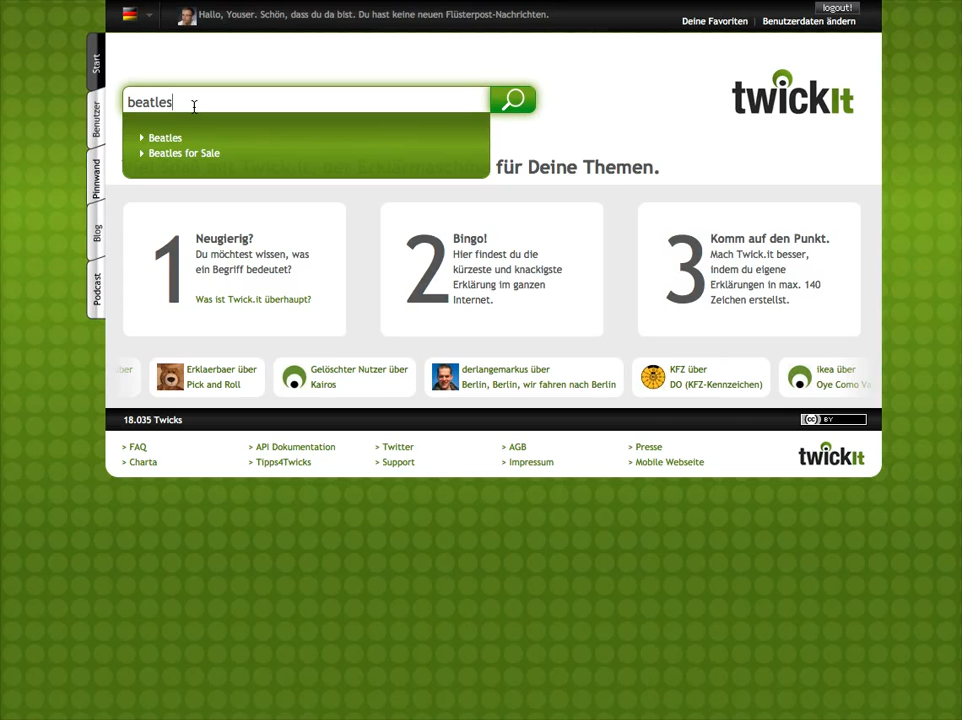 Hallo, Youser. Schön, dass du da bist. Du hast keine neuen Flüsterpost-Nachrichten.
logout!
Deine Favoriten | Benutzerdaten ändern
Start
Benutzer
Pinnwand
Blog
Podcast
beatles
twickIt
Beatles
Beatles for Sale
für Deine Themen.
1
Neugierig?
Du möchtest wissen, was
ein Begriff bedeutet?
Was ist Twick.it überhaupt?
2
Bingo!
Hier findest du die
kürzeste und knackigste
Erklärung im ganzen
Internet.
3
Komm auf den Punkt.
Mach Twick.it besser,
indem du eigene
Erklärungen in max. 140
Zeichen erstellst.
ber
Erklaerbaer über
Pick and Roll
Gelöschter Nutzer über
Kairos
derlangemarkus über
Berlin, Berlin, wir fahren nach Berlin
KFZ über
DO (KFZ-Kennzeichen)
ikea über
Oye Como Va
18.035 Twicks
cc BY
> FAQ
> API Dokumentation
> Twitter
> AGB
> Presse
> Charta
> Tipps4Twicks
> Support
> Impressum
> Mobile Webseite
twickIt